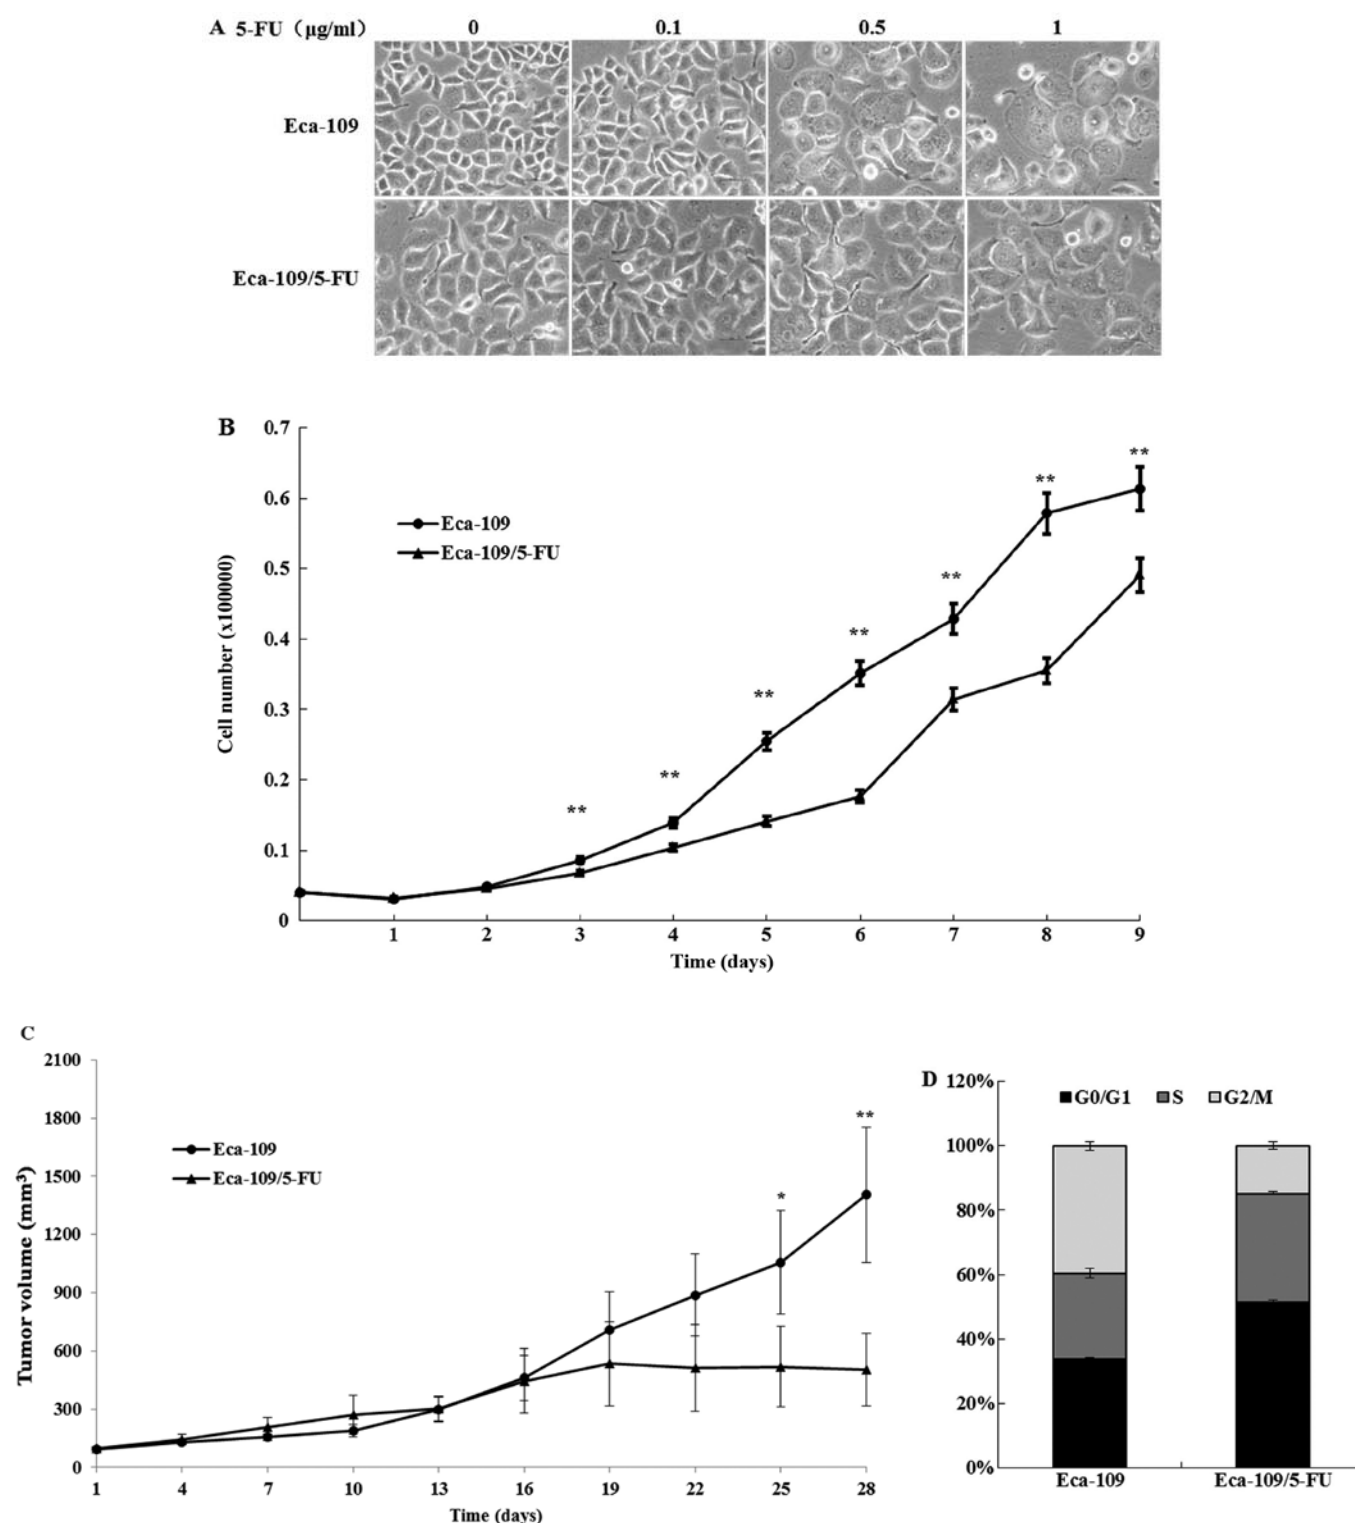 A 5-FU（μg/ml） 0 0.1 0.5 1
Eca-109
Eca-109/5-FU
B
0.7
0.6
0.5
0.4
0.3
0.2
0.1
0
Cell number (x100000)
Eca-109
Eca-109/5-FU
** ** ** ** ** ** **
1 2 3 4 5 6 7 8 9
Time (days)
C
2100
1800
1500
1200
900
600
300
0
Tumor volume (mm³)
Eca-109
Eca-109/5-FU
* **
1 4 7 10 13 16 19 22 25 28
Time (days)
D
120%
100%
80%
60%
40%
20%
0%
G0/G1 S G2/M
Eca-109 Eca-109/5-FU